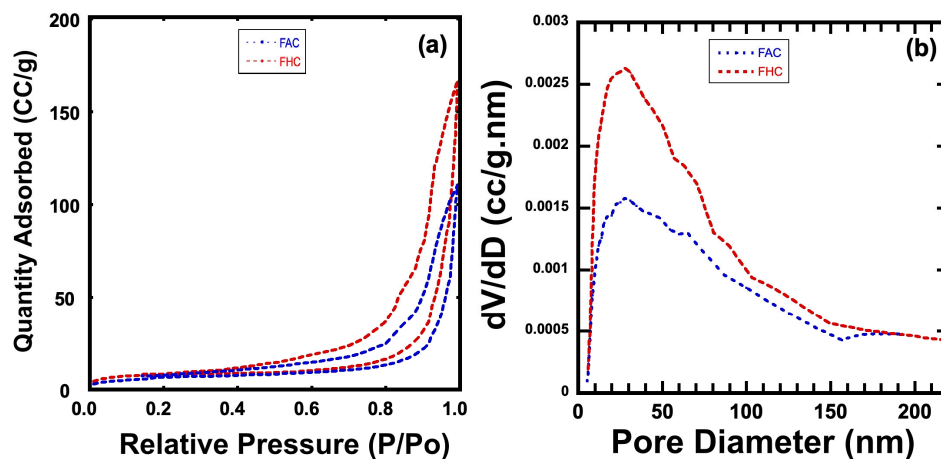 (a)
FAC
FHC
Quantity Adsorbed (CC/g)
200
150
100
50
0
0.0 0.2 0.4 0.6 0.8 1.0
Relative Pressure (P/Po)
(b)
FAC
FHC
dV/dD (cc/g.nm)
0.003
0.0025
0.002
0.0015
0.001
0.0005
0
0 50 100 150 200
Pore Diameter (nm)